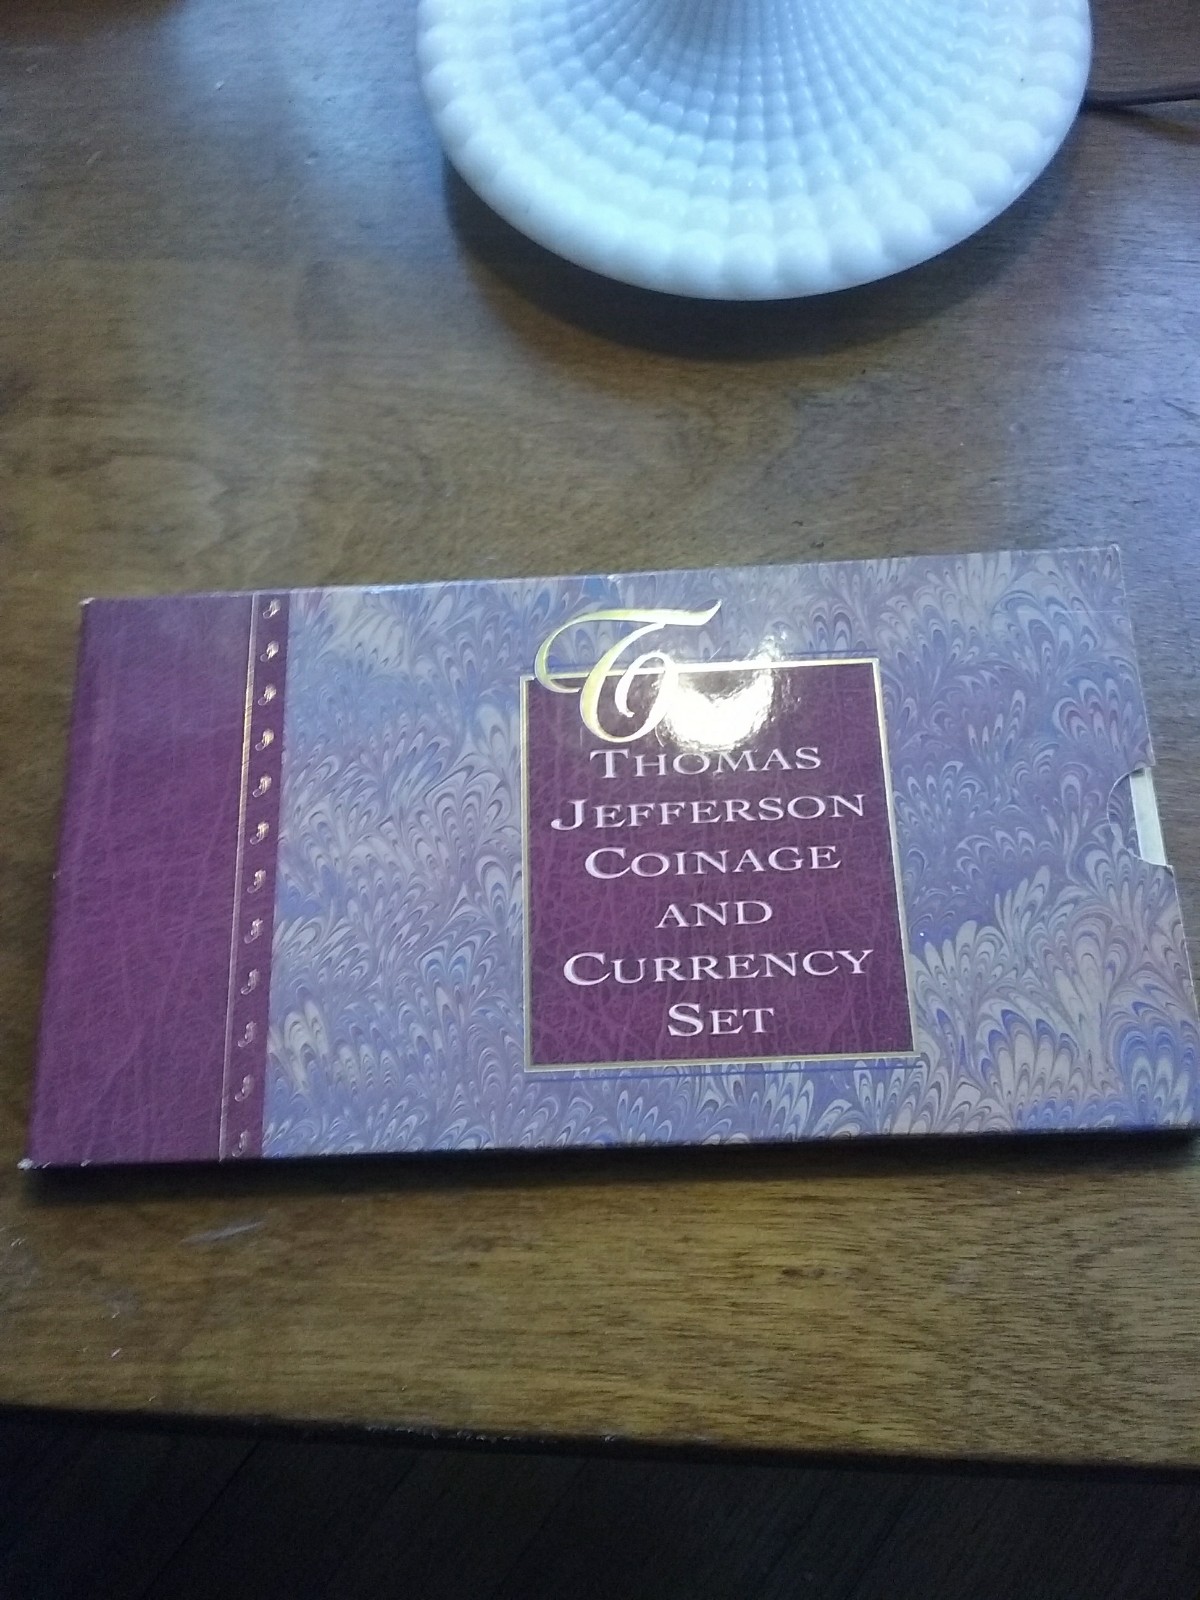 T
THOMAS
JEFFERSON
COINAGE
AND
CURRENCY
SET